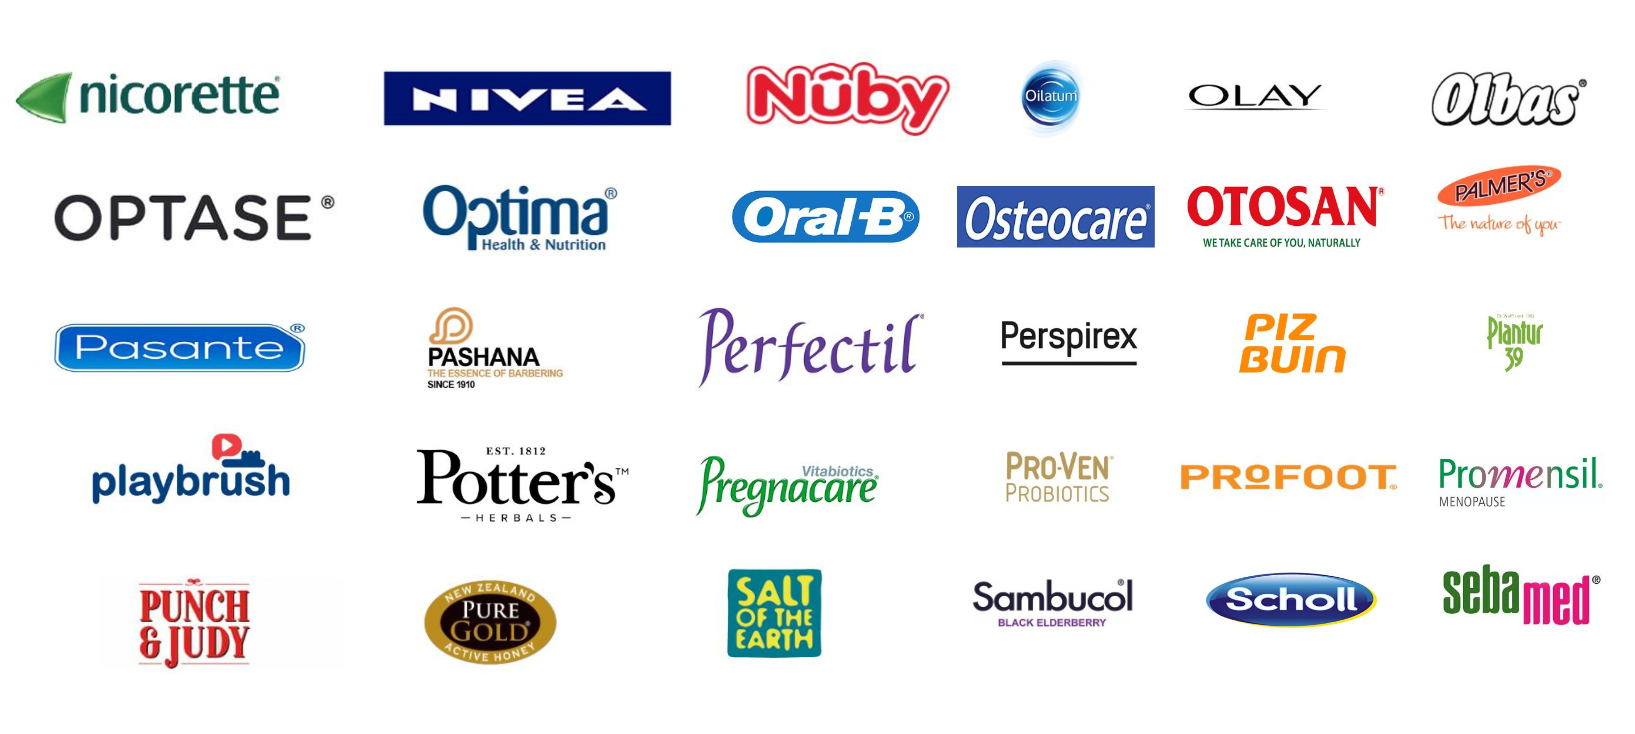 nicorette®
NIVEA
Nûby
Oilatum
OLAY
Olbas®
OPTASE®
Optima®
Health & Nutrition
Oral-B®
Osteocare®
OTOSAN®
WE TAKE CARE OF YOU, NATURALLY
PALMER'S®
The nature of you™
Pasante®
PASHANA
THE ESSENCE OF BARBERING
SINCE 1910
Perfectil®
Perspirex
PIZ
BUIN
Plantur
39
playbrush
EST. 1812
Potter's™
—HERBALS—
Vitabiotics®
Pregnacare®
PRO-VEN®
PROBIOTICS
PROFOOT®
Promensil®
MENOPAUSE
PUNCH
& JUDY
NEW ZEALAND
PURE
GOLD®
ACTIVE HONEY
SALT
OF THE
EARTH
Sambucol®
BLACK ELDERBERRY
Scholl
sebamed®